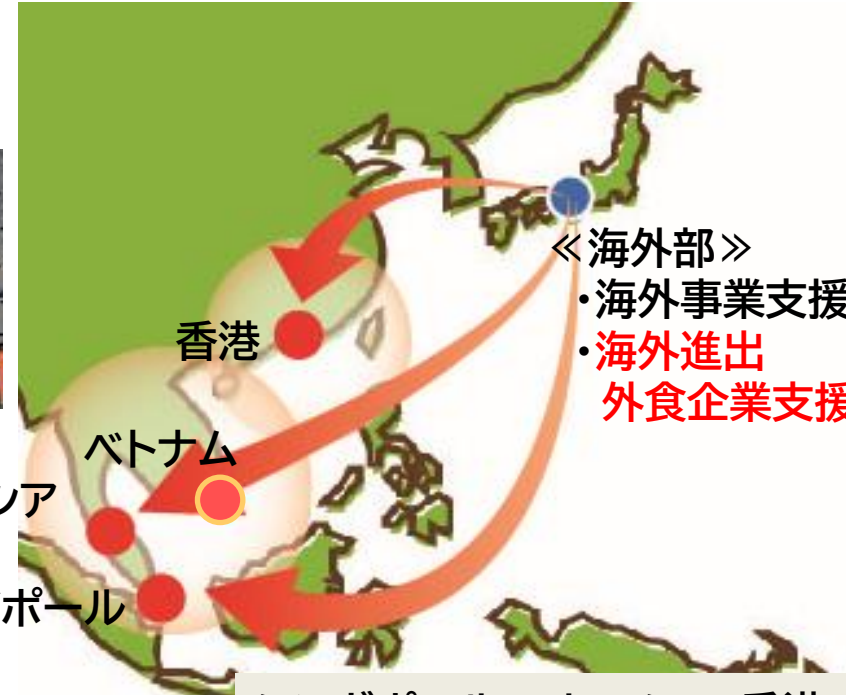 ≪海外部≫
・海外事業支援
・海外進出
外食企業支援
香港
ベトナム
シア
ポール